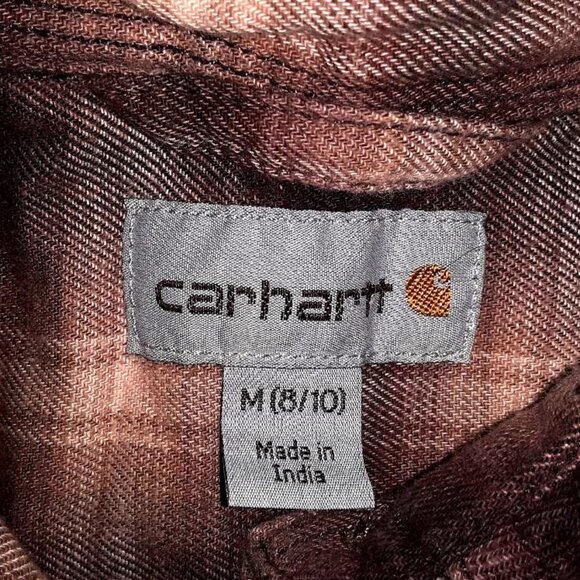 carhartt
M (8/10)
Made in
India